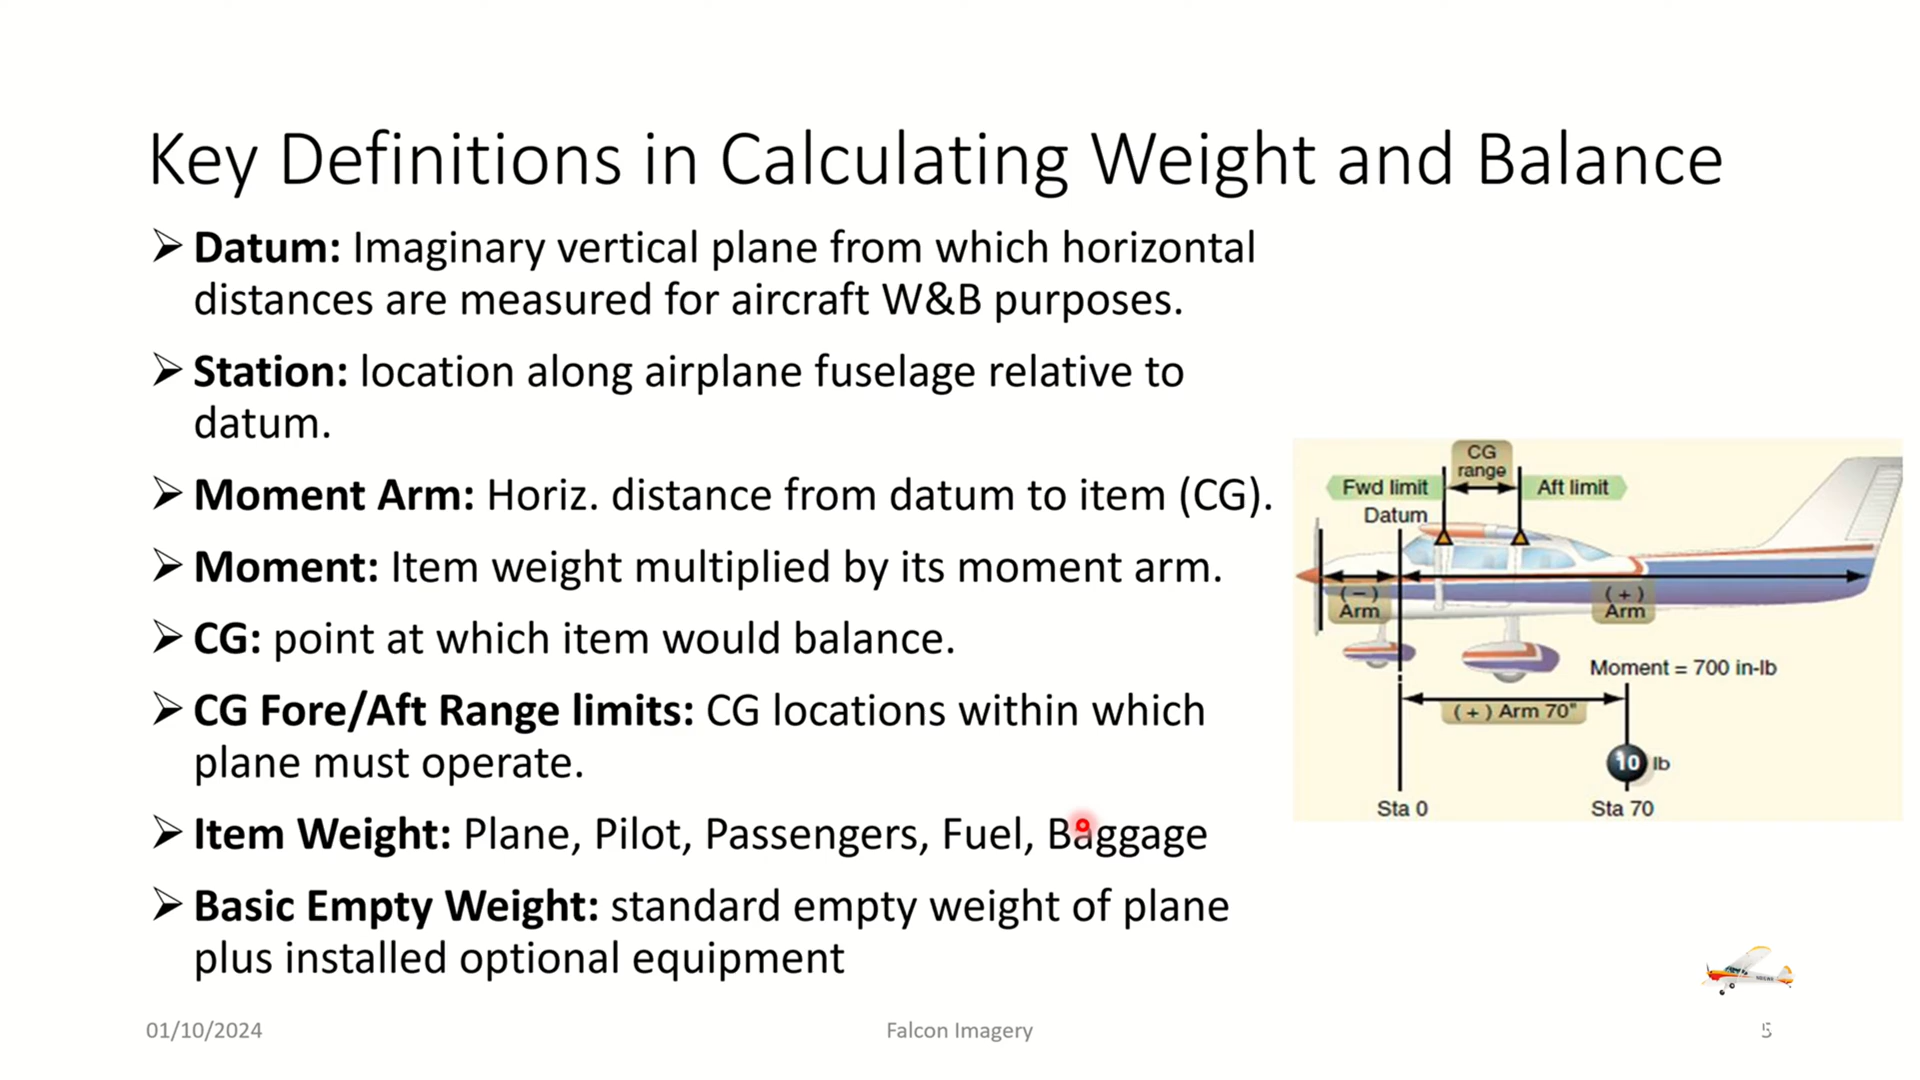 Key Definitions in Calculating Weight and Balance
Datum: Imaginary vertical plane from which horizontal
distances are measured for aircraft W&B purposes.
Station: location along airplane fuselage relative to
datum.
Moment Arm: Horiz. distance from datum to item (CG).
Moment: Item weight multiplied by its moment arm.
CG: point at which item would balance.
CG Fore/Aft Range limits: CG locations within which
plane must operate.
Item Weight: Plane, Pilot, Passengers, Fuel, Baggage
Basic Empty Weight: standard empty weight of plane
plus installed optional equipment
CG
range
Fwd limit
Aft limit
Datum
(-)
Arm
(+)
Arm
Moment = 700 in-lb
(+) Arm 70"
10 lb
Sta 0
Sta 70
01/10/2024
Falcon Imagery
5